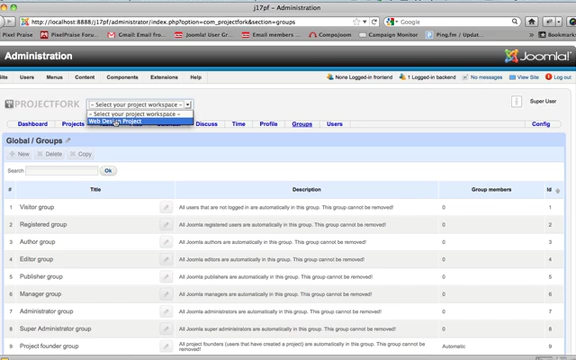 j17pf - Administration
http://localhost:8888/j17pf/administrator/index.php?option=com_projectfork&section=groups
Google
Pixel Praise PixelPraise Forum Gmail: Email from... Joomla! User Gr... Compojoom Campaign Monitor Ping.fm / Updat... Bookmarks
Administration Joomla!
Site Users Menus Content Components Extensions Help None Logged-in frontend 1 Logged-in backend No messages View Site Log out
PROJECTFORK - Select your project workspace - Super User
- Select your project workspace -
Web Design Project
Dashboard Projects Discuss Time Profile Groups Users Config
Global / Groups
New Delete Copy
Search Ok
# Title Description Group members Id
1 Visitor group All users that are not logged in are automatically in this group. This group cannot be removed! 0 1
2 Registered group All Joomla registered users are automatically in this group. This group cannot be removed! 0 2
3 Author group All Joomla authors are automatically in this group. This group cannot be removed! 0 3
4 Editor group All Joomla editors are automatically in this group. This group cannot be removed! 0 4
5 Publisher group All Joomla publishers are automatically in this group. This group cannot be removed! 0 5
6 Manager group All Joomla managers are automatically in this group. This group cannot be removed! 0 6
7 Administrator group All Joomla administrators are automatically in this group. This group cannot be removed! 0 7
8 Super Administrator group All Joomla super administrators are automatically in this group. This group cannot be removed! 0 8
9 Project founder group All project founders (users that have created a project) are automatically in this group. This group cannot be removed! Automatic 9